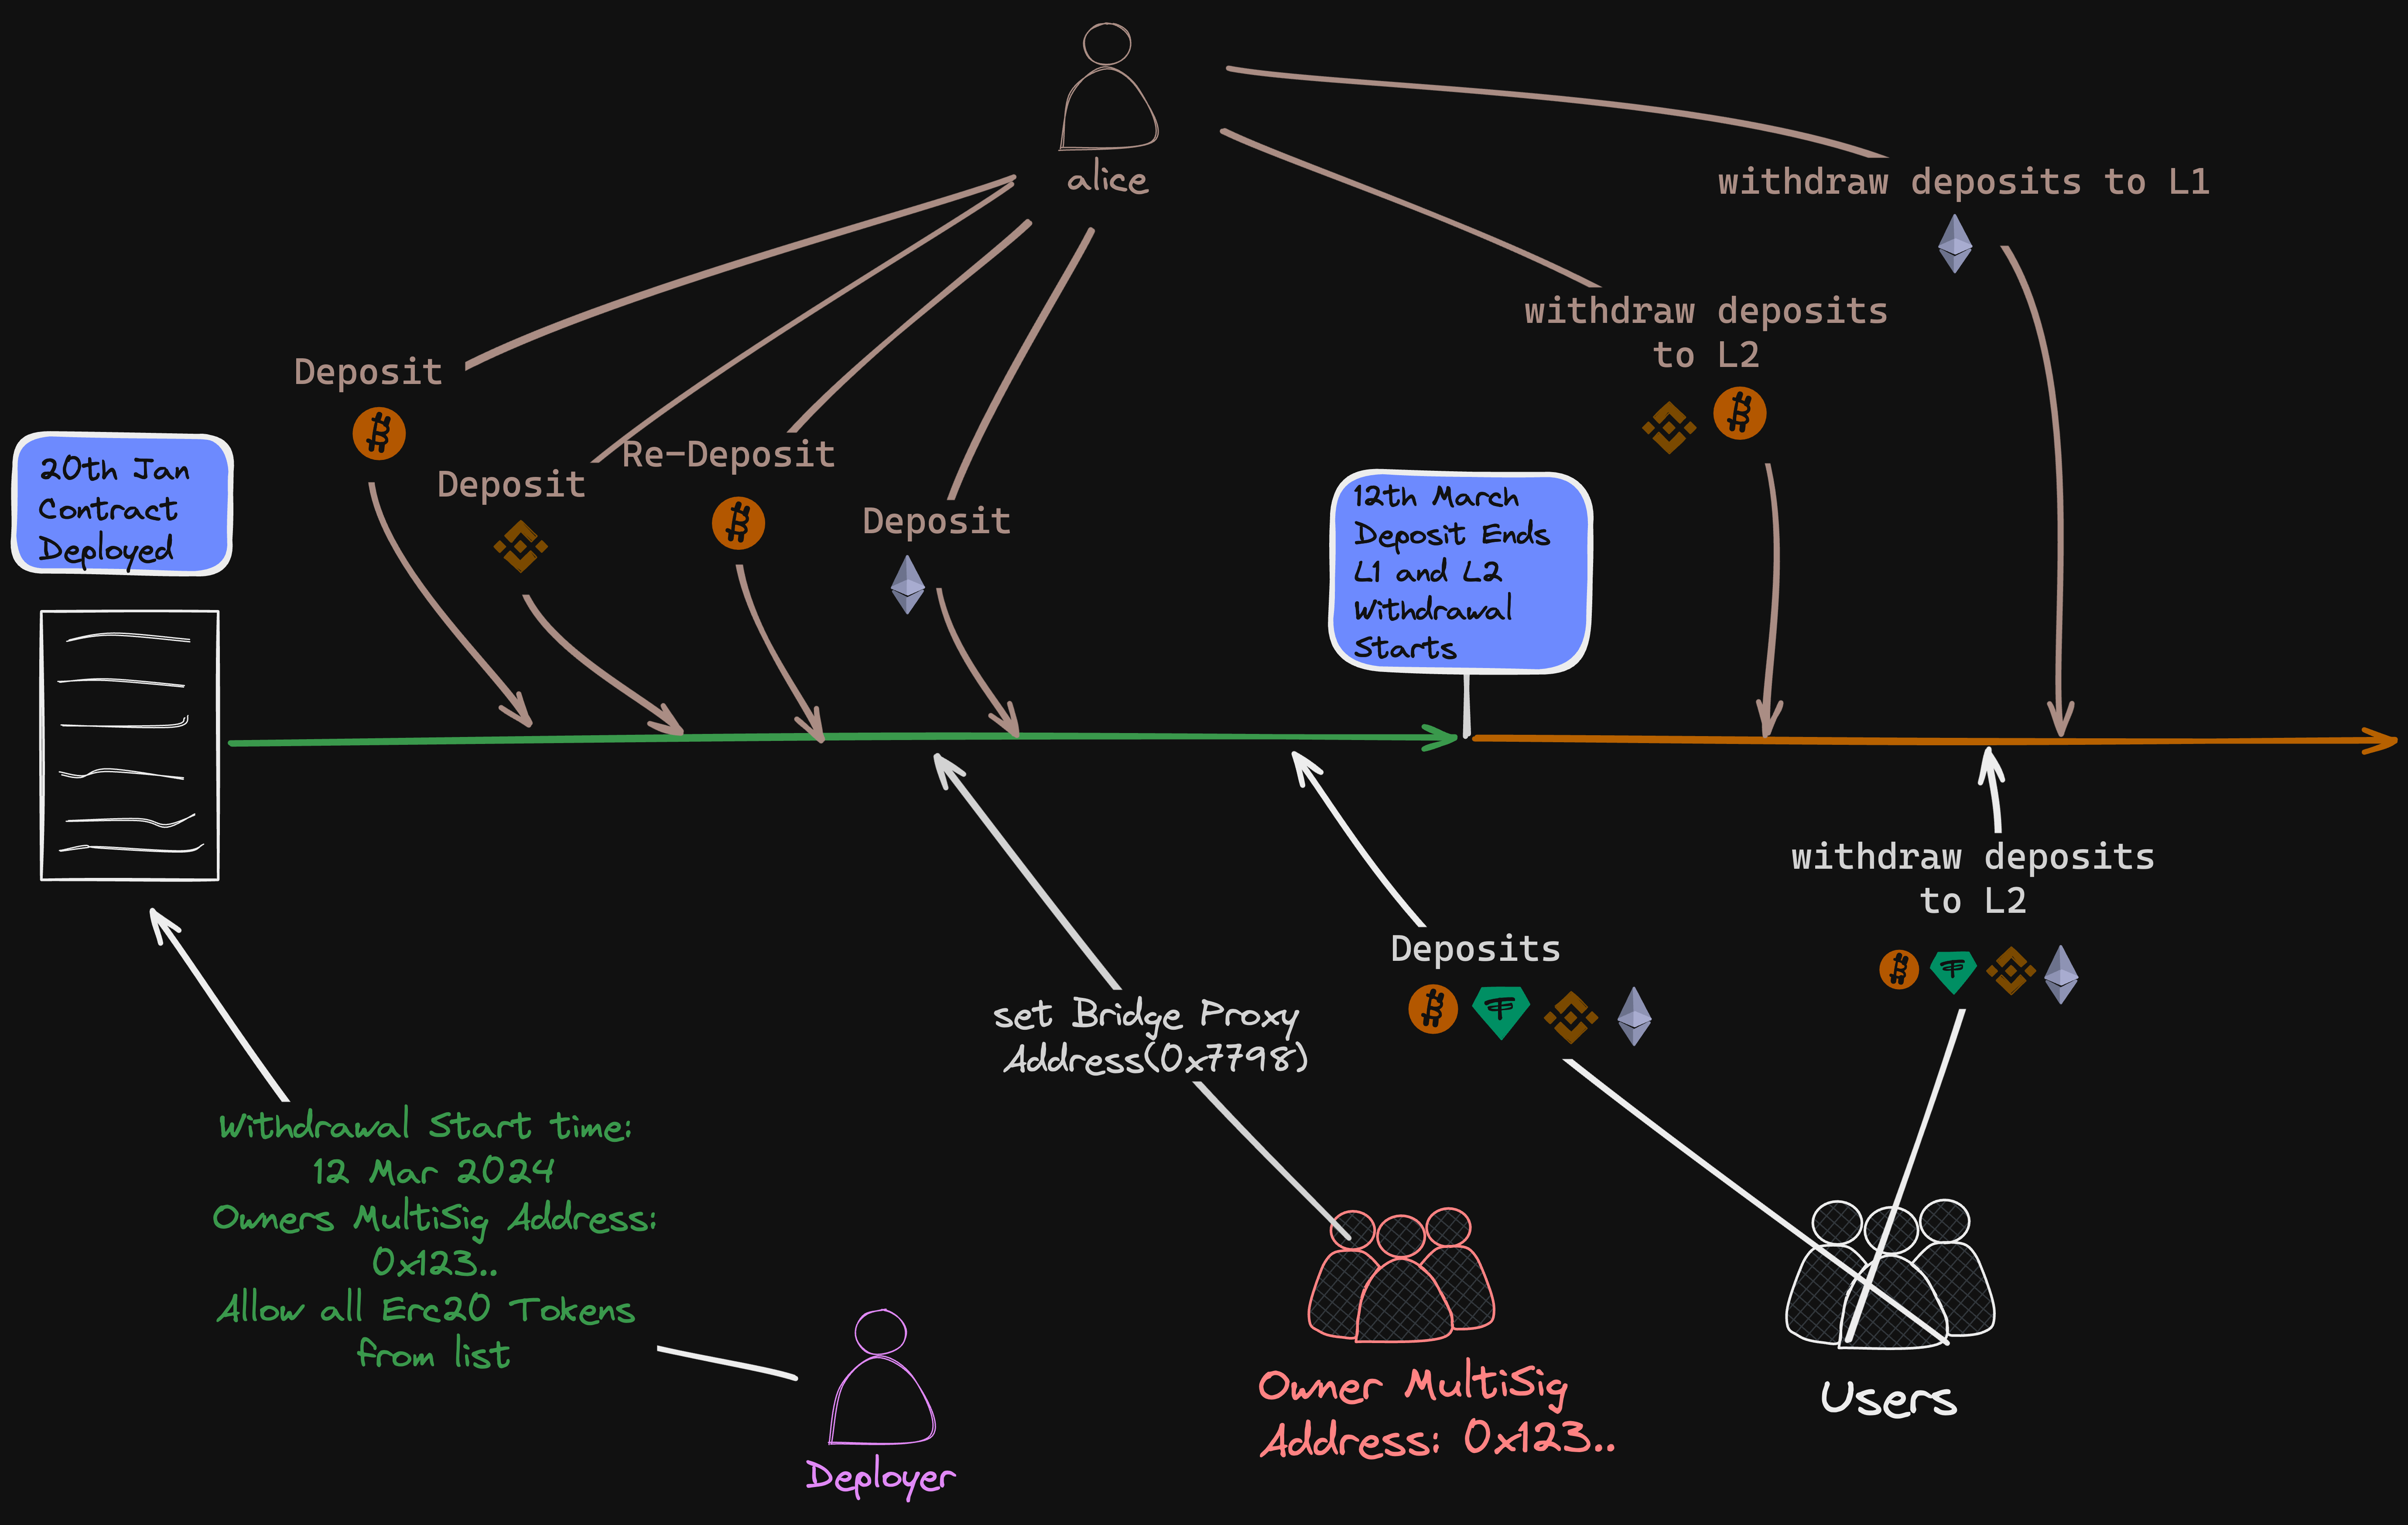 alice
withdraw deposits to L1
withdraw deposits
to L2
Deposit
Deposit
Re-Deposit
Deposit
20th Jan
Contract
Deployed
12th March
Deposit Ends
L1 and L2
Withdrawal
Starts
withdraw deposits
to L2
Deposits
set Bridge Proxy
Address(0x7798)
Withdrawal Start time:
12 Mar 2024
Owners MultiSig Address:
0x123..
Allow all Erc20 Tokens
from list
Deployer
Owner MultiSig
Address: 0x123..
Users